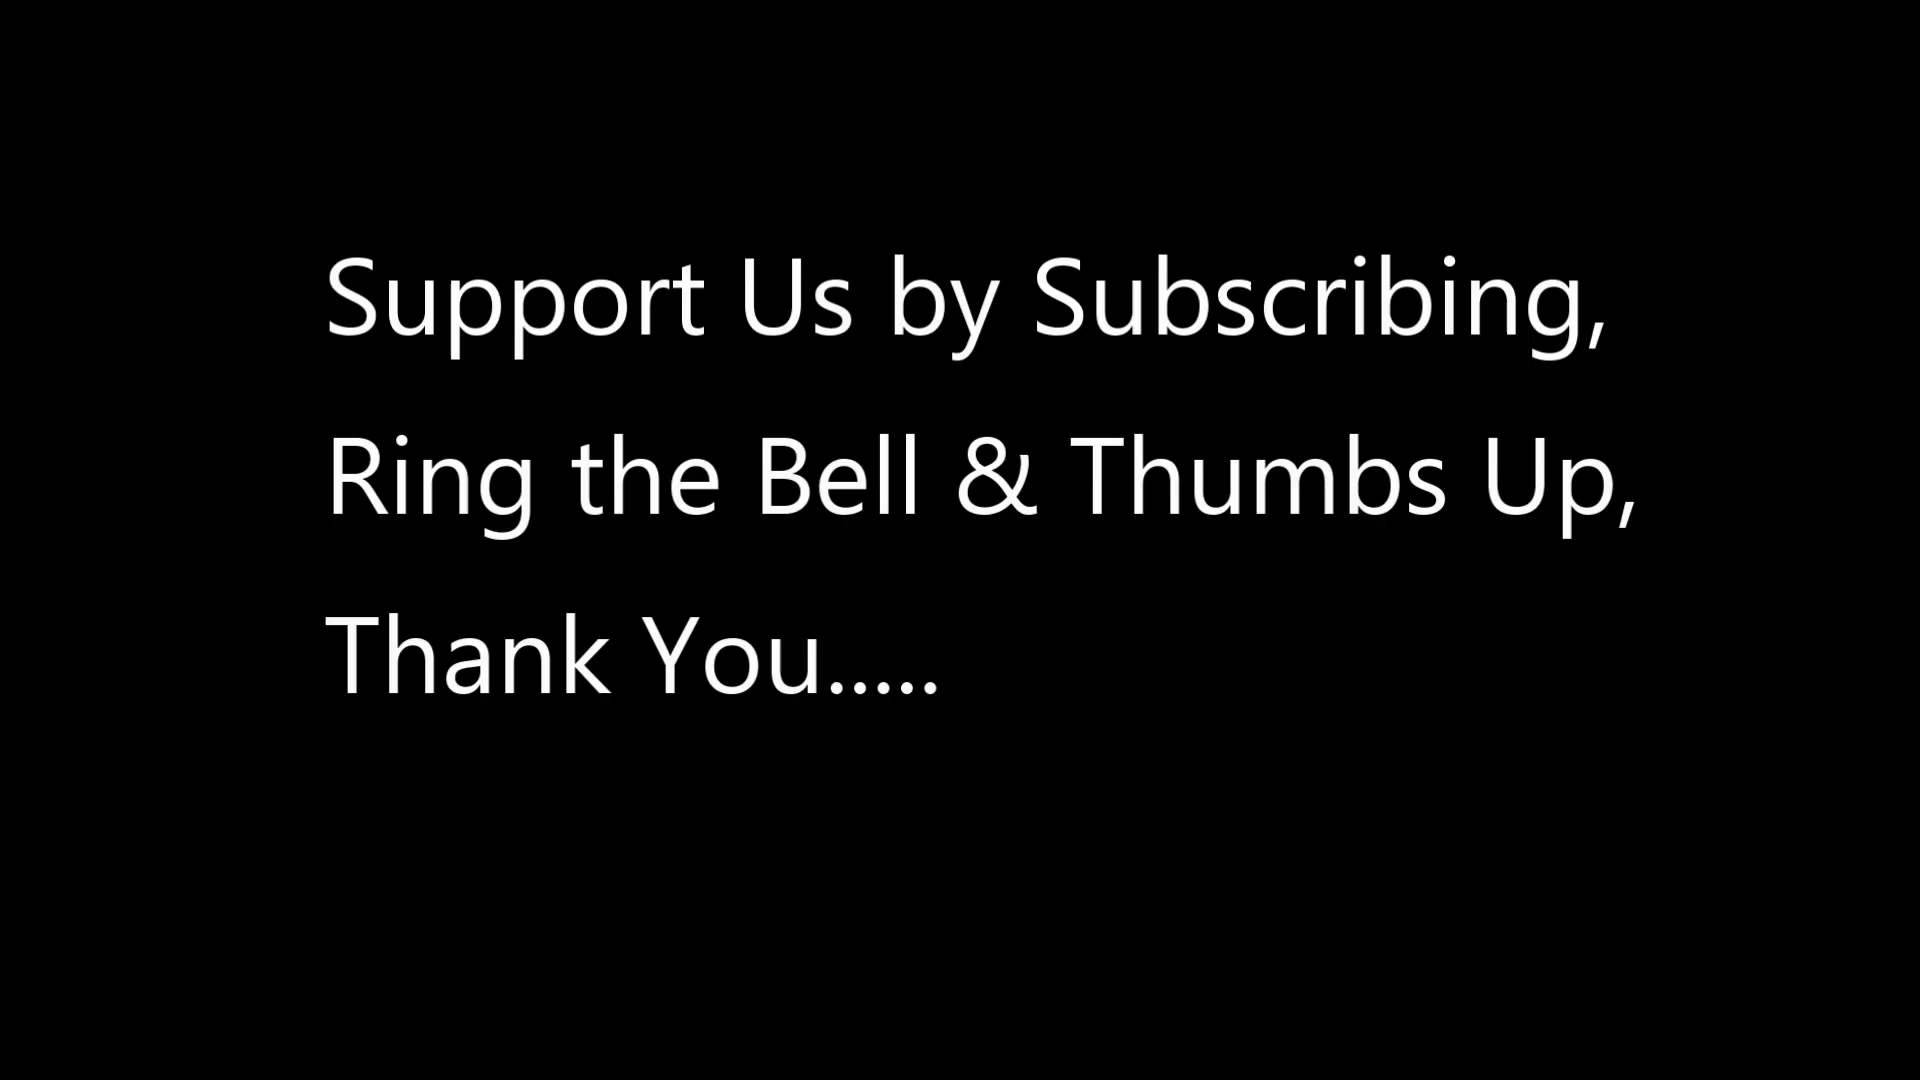 Support Us by Subscribing,
Ring the Bell & Thumbs Up,
Thank You.....